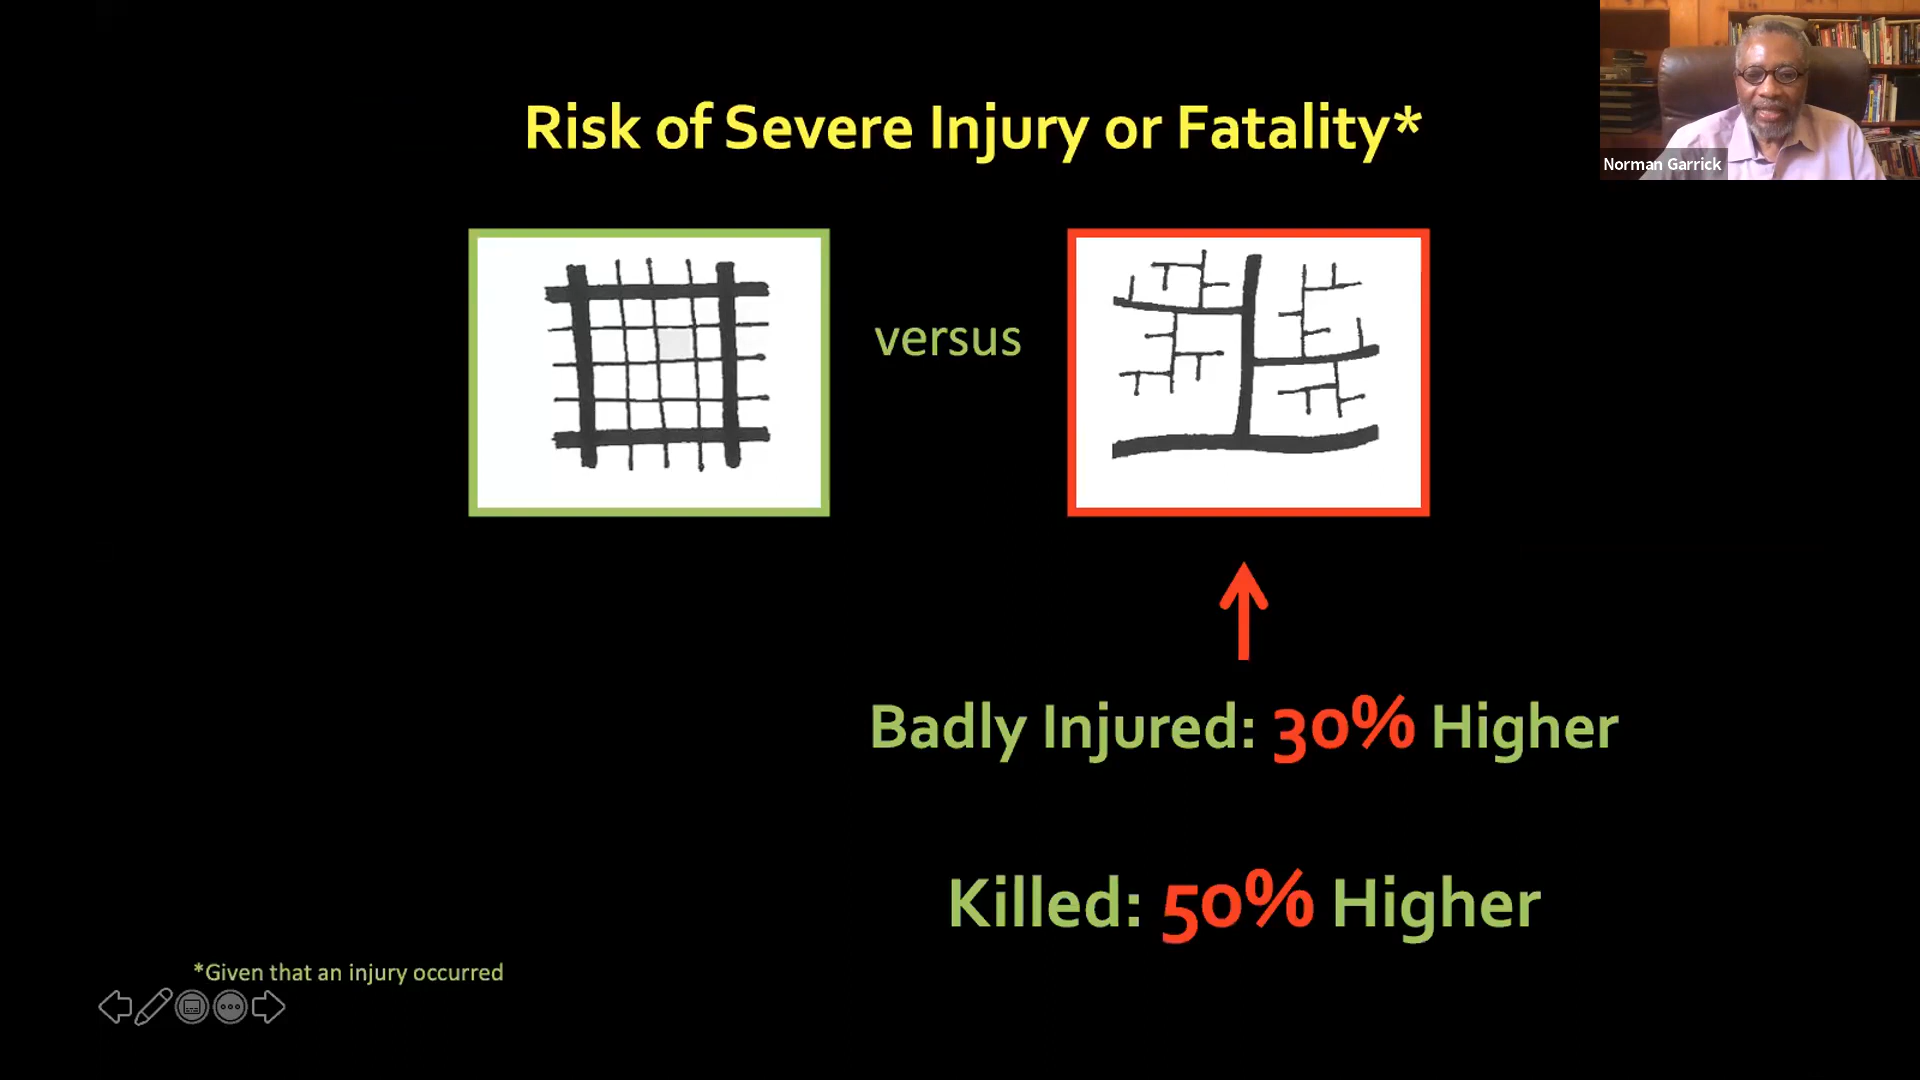 Risk of Severe Injury or Fatality*
Norman Garrick
versus
Badly Injured: 30% Higher
Killed: 50% Higher
*Given that an injury occurred